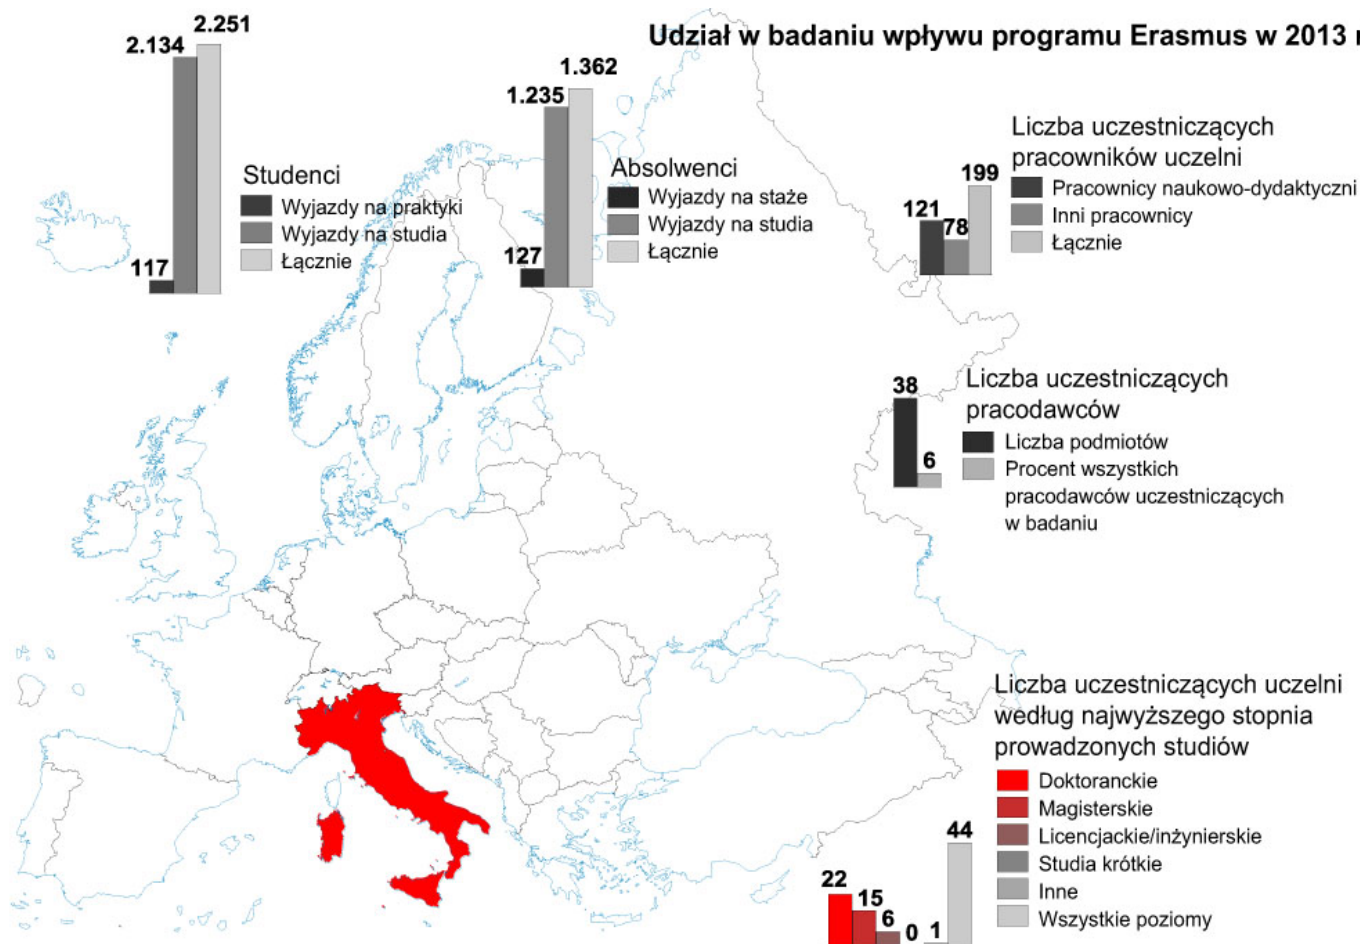 Udział w badaniu wpływu programu Erasmus w 2013 r
2.251
2.134
117
Studenci
Wyjazdy na praktyki
Wyjazdy na studia
Łącznie
1.362
1.235
127
Absolwenci
Wyjazdy na staże
Wyjazdy na studia
Łącznie
Liczba uczestniczących
pracowników uczelni
Pracownicy naukowo-dydaktyczni
Inni pracownicy
Łącznie
199
121
78
38
6
Liczba uczestniczących
pracodawców
Liczba podmiotów
Procent wszystkich
pracodawców uczestniczących
w badaniu
Liczba uczestniczących uczelni
według najwyższego stopnia
prowadzonych studiów
Doktoranckie
Magisterskie
Licencjackie/inżynierskie
Studia krótkie
Inne
Wszystkie poziomy
22
15
6
0
1
44